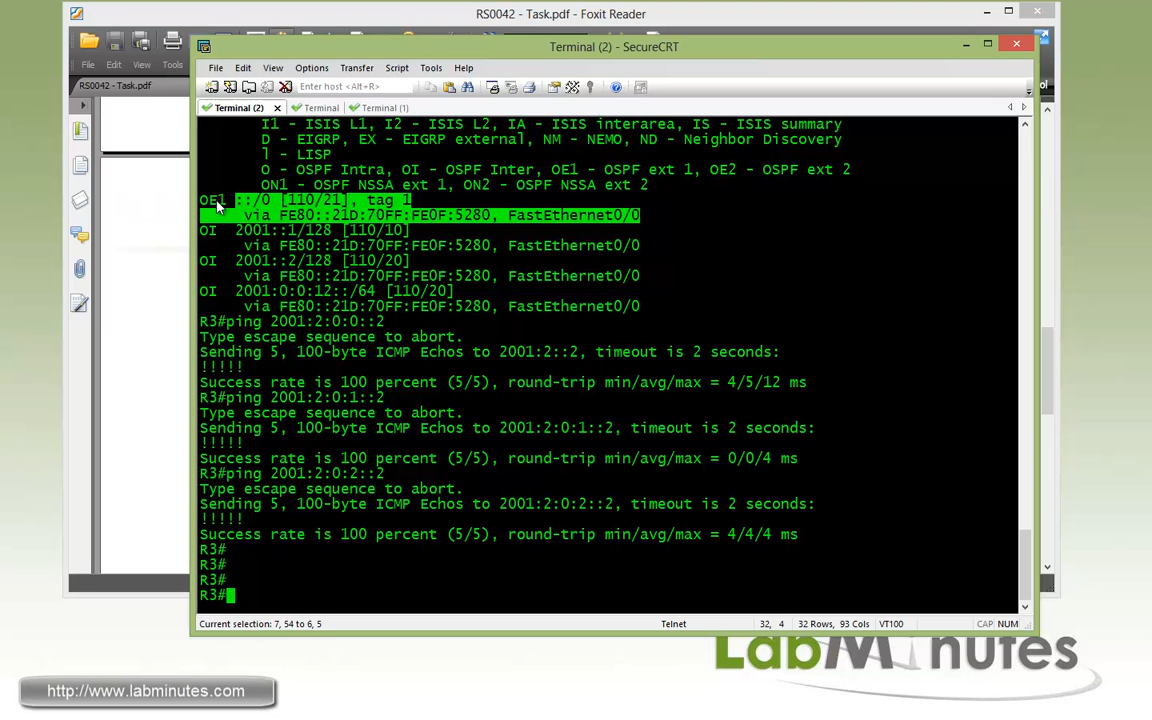 RS0042 - Task.pdf - Foxit Reader
File Edit View Tools
RS0042 - Task.pdf
Terminal (2) - SecureCRT
File Edit View Options Transfer Script Tools Help
Enter host <Alt+R>
Terminal (2) Terminal Terminal (1)
I1 - ISIS L1, I2 - ISIS L2, IA - ISIS interarea, IS - ISIS summary
D - EIGRP, EX - EIGRP external, NM - NEMO, ND - Neighbor Discovery
l - LISP
O - OSPF Intra, OI - OSPF Inter, OE1 - OSPF ext 1, OE2 - OSPF ext 2
ON1 - OSPF NSSA ext 1, ON2 - OSPF NSSA ext 2
OE1 ::/0 [110/21], tag 1
via FE80::21D:70FF:FE0F:5280, FastEthernet0/0
OI 2001::1/128 [110/10]
via FE80::21D:70FF:FE0F:5280, FastEthernet0/0
OI 2001::2/128 [110/20]
via FE80::21D:70FF:FE0F:5280, FastEthernet0/0
OI 2001:0:0:12::/64 [110/20]
via FE80::21D:70FF:FE0F:5280, FastEthernet0/0
R3#ping 2001:2:0:0::2
Type escape sequence to abort.
Sending 5, 100-byte ICMP Echos to 2001:2::2, timeout is 2 seconds:
!!!!!
Success rate is 100 percent (5/5), round-trip min/avg/max = 4/5/12 ms
R3#ping 2001:2:0:1::2
Type escape sequence to abort.
Sending 5, 100-byte ICMP Echos to 2001:2:0:1::2, timeout is 2 seconds:
!!!!!
Success rate is 100 percent (5/5), round-trip min/avg/max = 0/0/4 ms
R3#ping 2001:2:0:2::2
Type escape sequence to abort.
Sending 5, 100-byte ICMP Echos to 2001:2:0:2::2, timeout is 2 seconds:
!!!!!
Success rate is 100 percent (5/5), round-trip min/avg/max = 4/4/4 ms
R3#
R3#
R3#
R3#
Current selection: 7, 54 to 6, 5 Telnet 32, 4 32 Rows, 93 Cols VT100 CAP NUM
LabMinutes
http://www.labminutes.com